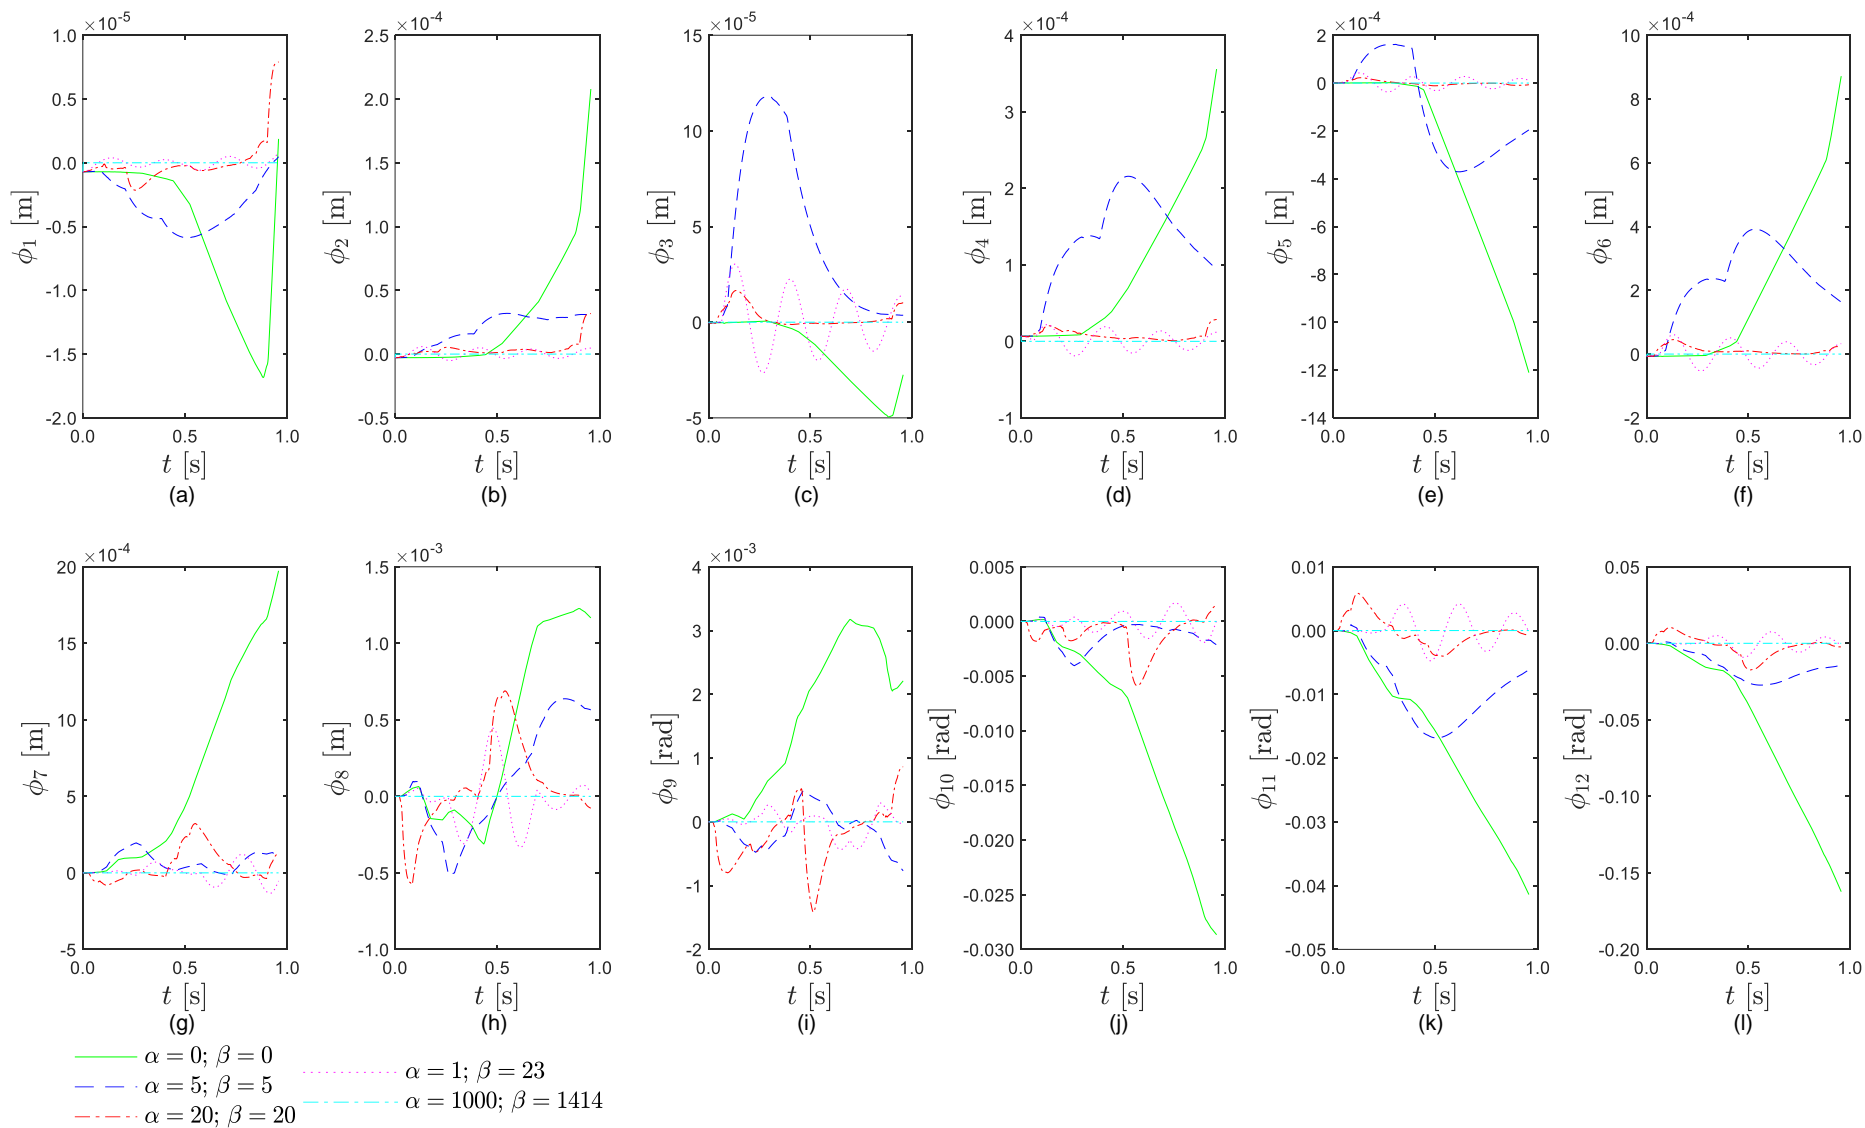 ×10-5
1.0
0.5
0.0
-0.5
-1.0
-1.5
-2.0
0.0 0.5 1.0
ϕ1 [m]
t [s]
(a)
×10-4
2.5
2.0
1.5
1.0
0.5
0.0
-0.5
0.0 0.5 1.0
ϕ2 [m]
t [s]
(b)
×10-5
15
10
5
0
-5
0.0 0.5 1.0
ϕ3 [m]
t [s]
(c)
×10-4
4
3
2
1
0
-1
0.0 0.5 1.0
ϕ4 [m]
t [s]
(d)
×10-4
2
0
-2
-4
-6
-8
-10
-12
-14
0.0 0.5 1.0
ϕ5 [m]
t [s]
(e)
×10-4
10
8
6
4
2
0
-2
0.0 0.5 1.0
ϕ6 [m]
t [s]
(f)
×10-4
20
15
10
5
0
-5
0.0 0.5 1.0
ϕ7 [m]
t [s]
(g)
×10-3
1.5
1.0
0.5
0.0
-0.5
-1.0
0.0 0.5 1.0
ϕ8 [m]
t [s]
(h)
×10-3
4
3
2
1
0
-1
-2
0.0 0.5 1.0
ϕ9 [rad]
t [s]
(i)
0.005
0.000
-0.005
-0.010
-0.015
-0.020
-0.025
-0.030
0.0 0.5 1.0
ϕ10 [rad]
t [s]
(j)
0.01
0.00
-0.01
-0.02
-0.03
-0.04
-0.05
0.0 0.5 1.0
ϕ11 [rad]
t [s]
(k)
0.05
0.00
-0.05
-0.10
-0.15
-0.20
0.0 0.5 1.0
ϕ12 [rad]
t [s]
(l)
α = 0; β = 0
α = 5; β = 5
α = 20; β = 20
α = 1; β = 23
α = 1000; β = 1414